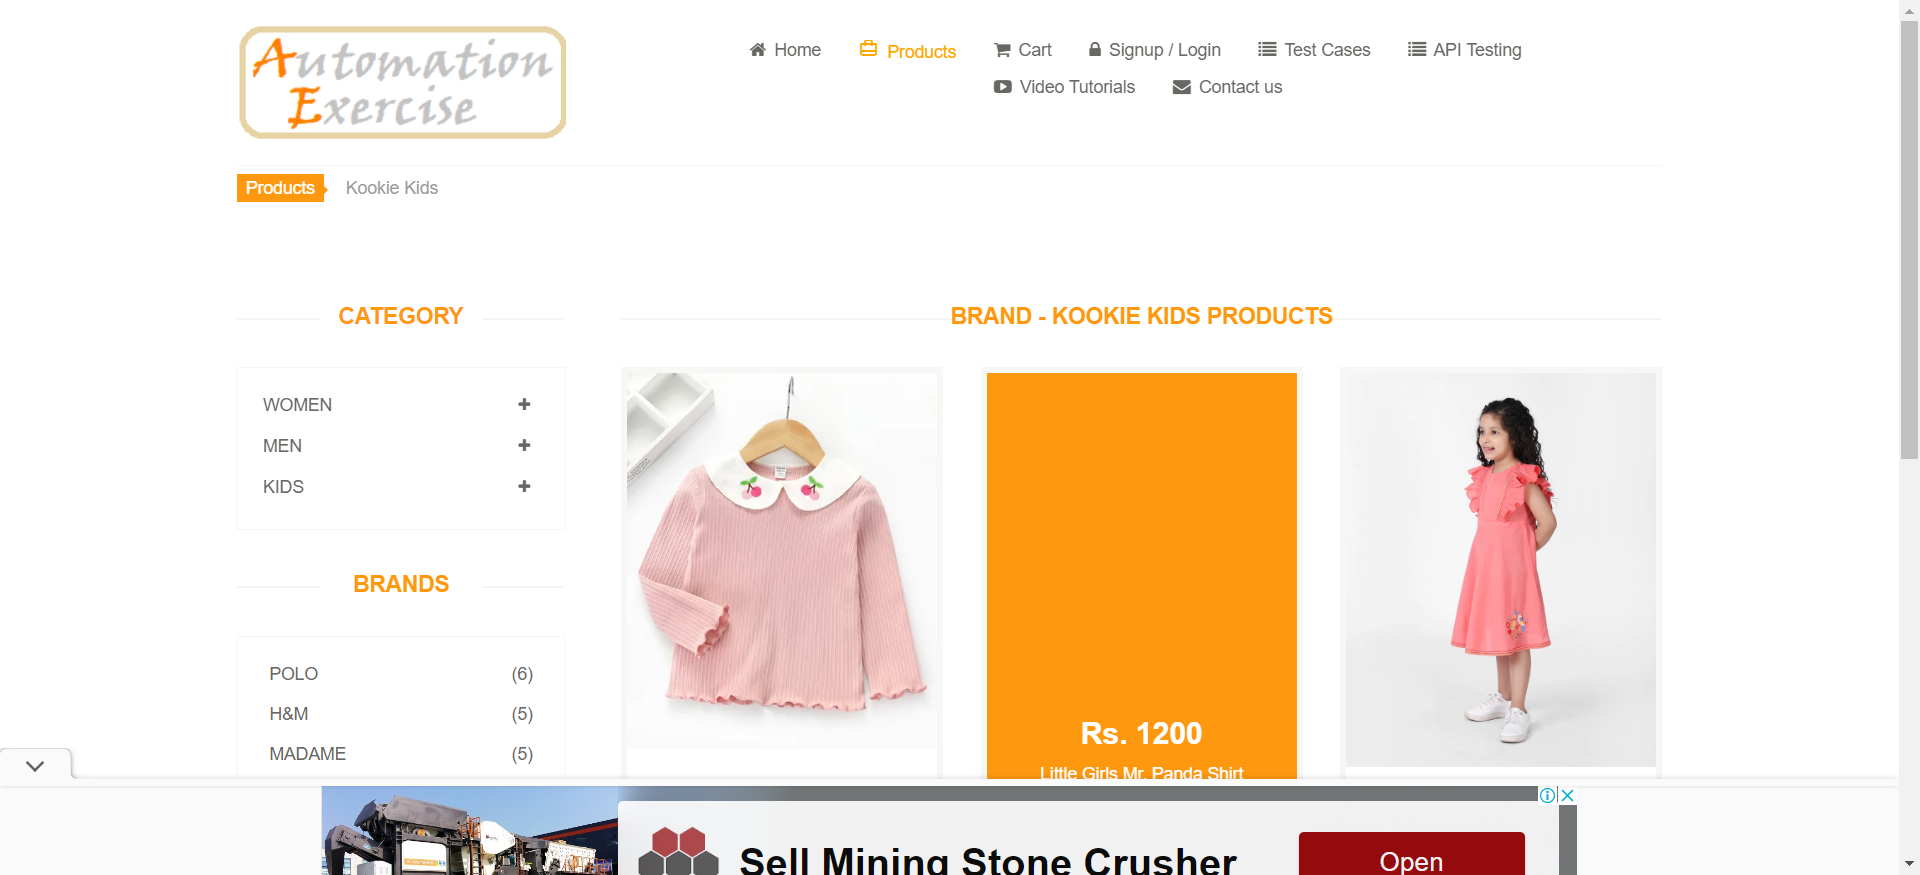 Automation
Exercise
Home
Products
Cart
Signup / Login
Test Cases
API Testing
Video Tutorials
Contact us
Products
Kookie Kids
CATEGORY
WOMEN
MEN
KIDS
BRANDS
POLO (6)
H&M (5)
MADAME (5)
BRAND - KOOKIE KIDS PRODUCTS
Rs. 1200
Little Girls Mr. Panda Shirt
Sell Mining Stone Crusher
Open